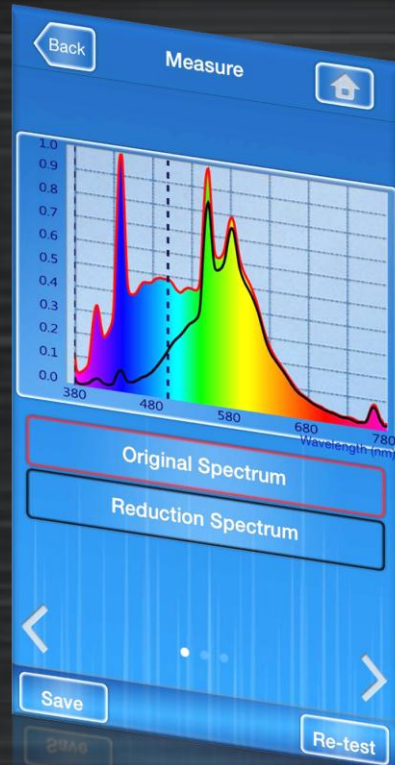 Back
Measure
1.0
0.9
0.8
0.7
0.6
0.5
0.4
0.3
0.2
0.1
0.0
380 480 580 680 780
Wavelength (nm)
Original Spectrum
Reduction Spectrum
Save
Re-test
Save